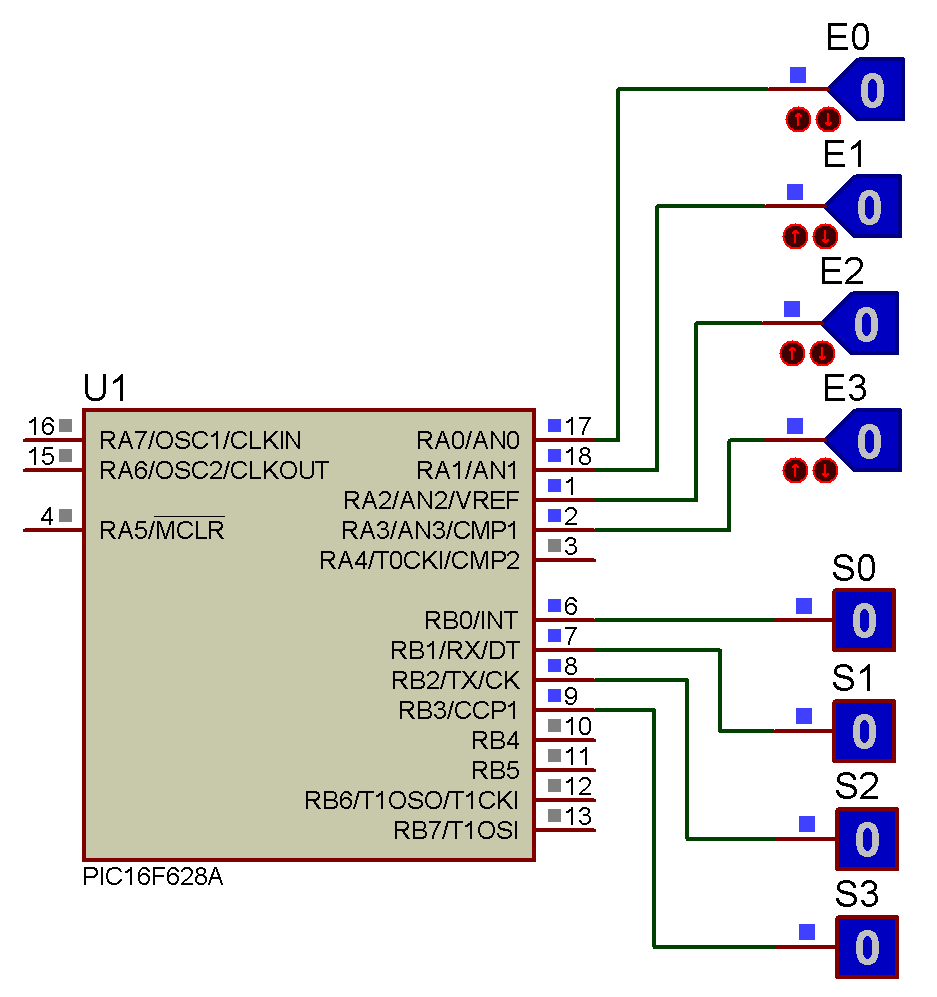 E0
0
E1
0
E2
0
E3
0
U1
16 RA7/OSC1/CLKIN RA0/AN0 17
15 RA6/OSC2/CLKOUT RA1/AN1 18
RA2/AN2/VREF 1
4 RA5/MCLR RA3/AN3/CMP1 2
RA4/T0CKI/CMP2 3
S0
RB0/INT 6 0
RB1/RX/DT 7
RB2/TX/CK 8 S1
RB3/CCP1 9
RB4 10 0
RB5 11
RB6/T1OSO/T1CKI 12 S2
RB7/T1OSI 13 0
PIC16F628A
S3
0